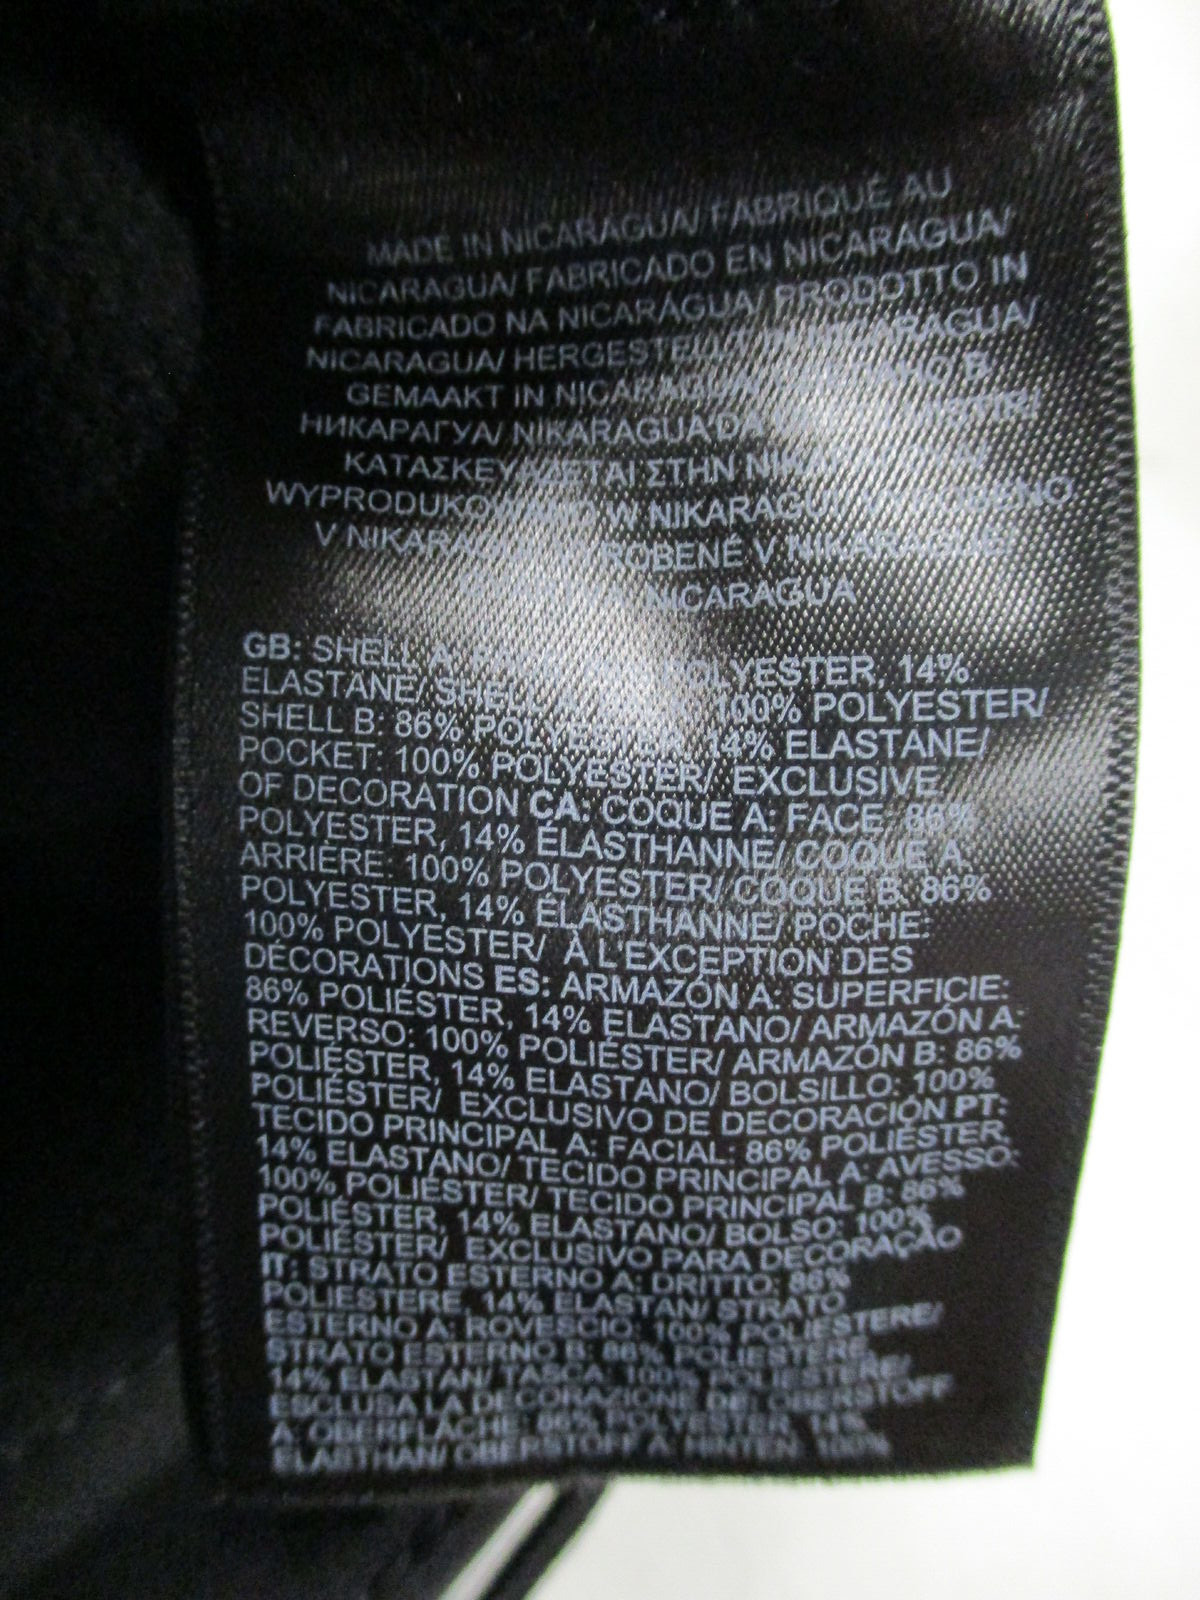 MADE IN NICARAGUA/ FABRIQUÉ AU
NICARAGUA/ FABRICADO EN NICARAGUA/
FABRICADO NA NICARÁGUA/ PRODOTTO IN
NICARAGUA/ HERGESTELLT IN NICARAGUA/
GEMAAKT IN NICARAGUA/
НИКАРАГУА/ NIKARAGUA'DA
ΚΑΤΑΣΚΕΥΑΖΕΤΑΙ ΣΤΗΝ
WYPRODUKOWANO W NIKARAGUI/ VYROBENO
V NICARAGUA
GB: SHELL A: POLYESTER, 14%
ELASTANE/ SHELL 100% POLYESTER/
SHELL B: 86% POLYESTER, 14% ELASTANE/
POCKET: 100% POLYESTER/ EXCLUSIVE
OF DECORATION CA: COQUE A: FACE: 86%
POLYESTER, 14% ÉLASTHANNE/ COQUE A:
ARRIÈRE: 100% POLYESTER/ COQUE B: 86%
POLYESTER, 14% ÉLASTHANNE/ POCHE:
100% POLYESTER/ À L'EXCEPTION DES
DÉCORATIONS ES: ARMAZÓN A: SUPERFICIE:
86% POLIÉSTER, 14% ELASTANO/ ARMAZÓN A:
REVERSO: 100% POLIÉSTER/ ARMAZÓN B: 86%
POLIÉSTER, 14% ELASTANO/ BOLSILLO: 100%
POLIÉSTER/ EXCLUSIVO DE DECORACIÓN PT:
TECIDO PRINCIPAL A: FACIAL: 86% POLIÉSTER,
14% ELASTANO/ TECIDO PRINCIPAL A: AVESSO:
100% POLIÉSTER/ TECIDO PRINCIPAL B: 86%
POLIÉSTER, 14% ELASTANO/ BOLSO: 100%
POLIÉSTER/ EXCLUSIVO PARA DECORAÇÃO
IT: STRATO ESTERNO A: DRITTO: 86%
POLIESTERE, 14% ELASTAN/ STRATO
ESTERNO A: ROVESCIO: 100% POLIESTERE/
STRATO ESTERNO B: 86% POLIESTERE,
14% ELASTAN/ TASCA: 100% POLIESTERE/
ESCLUSA LA DECORAZIONE DE: OBERSTOFF
A: OBERFLÄCHE: 86% POLYESTER, 14%
ELASTHAN/ OBERSTOFF A: HINTEN: 100%